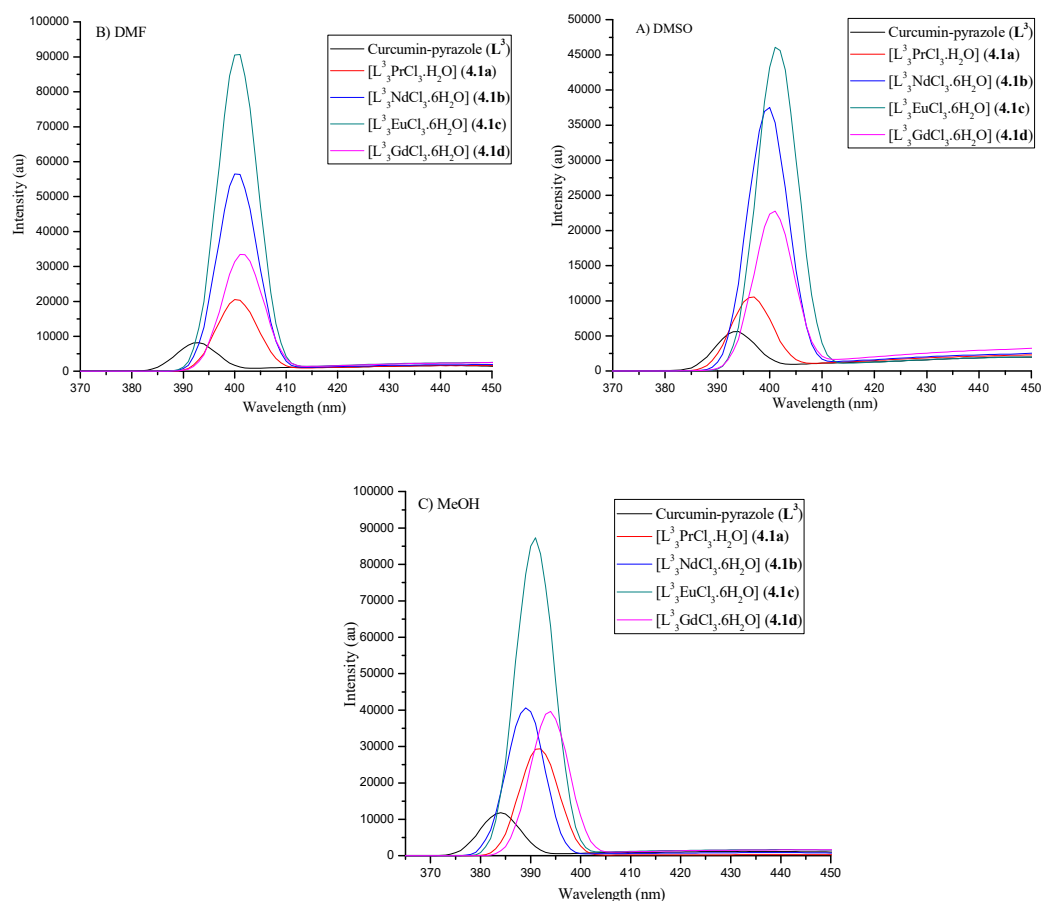 B) DMF
Curcumin-pyrazole (L³)
[L³₃PrCl₃.H₂O] (4.1a)
[L³₃NdCl₃.6H₂O] (4.1b)
[L³₃EuCl₃.6H₂O] (4.1c)
[L³₃GdCl₃.6H₂O] (4.1d)
Intensity (au)
100000
90000
80000
70000
60000
50000
40000
30000
20000
10000
0
370 380 390 400 410 420 430 440 450
Wavelength (nm)
A) DMSO
Curcumin-pyrazole (L³)
[L³₃PrCl₃.H₂O] (4.1a)
[L³₃NdCl₃.6H₂O] (4.1b)
[L³₃EuCl₃.6H₂O] (4.1c)
[L³₃GdCl₃.6H₂O] (4.1d)
Intensity (au)
50000
45000
40000
35000
30000
25000
20000
15000
10000
5000
0
370 380 390 400 410 420 430 440 450
Wavelength (nm)
C) MeOH
Curcumin-pyrazole (L³)
[L³₃PrCl₃.H₂O] (4.1a)
[L³₃NdCl₃.6H₂O] (4.1b)
[L³₃EuCl₃.6H₂O] (4.1c)
[L³₃GdCl₃.6H₂O] (4.1d)
Intensity (au)
100000
90000
80000
70000
60000
50000
40000
30000
20000
10000
0
370 380 390 400 410 420 430 440 450
Wavelength (nm)